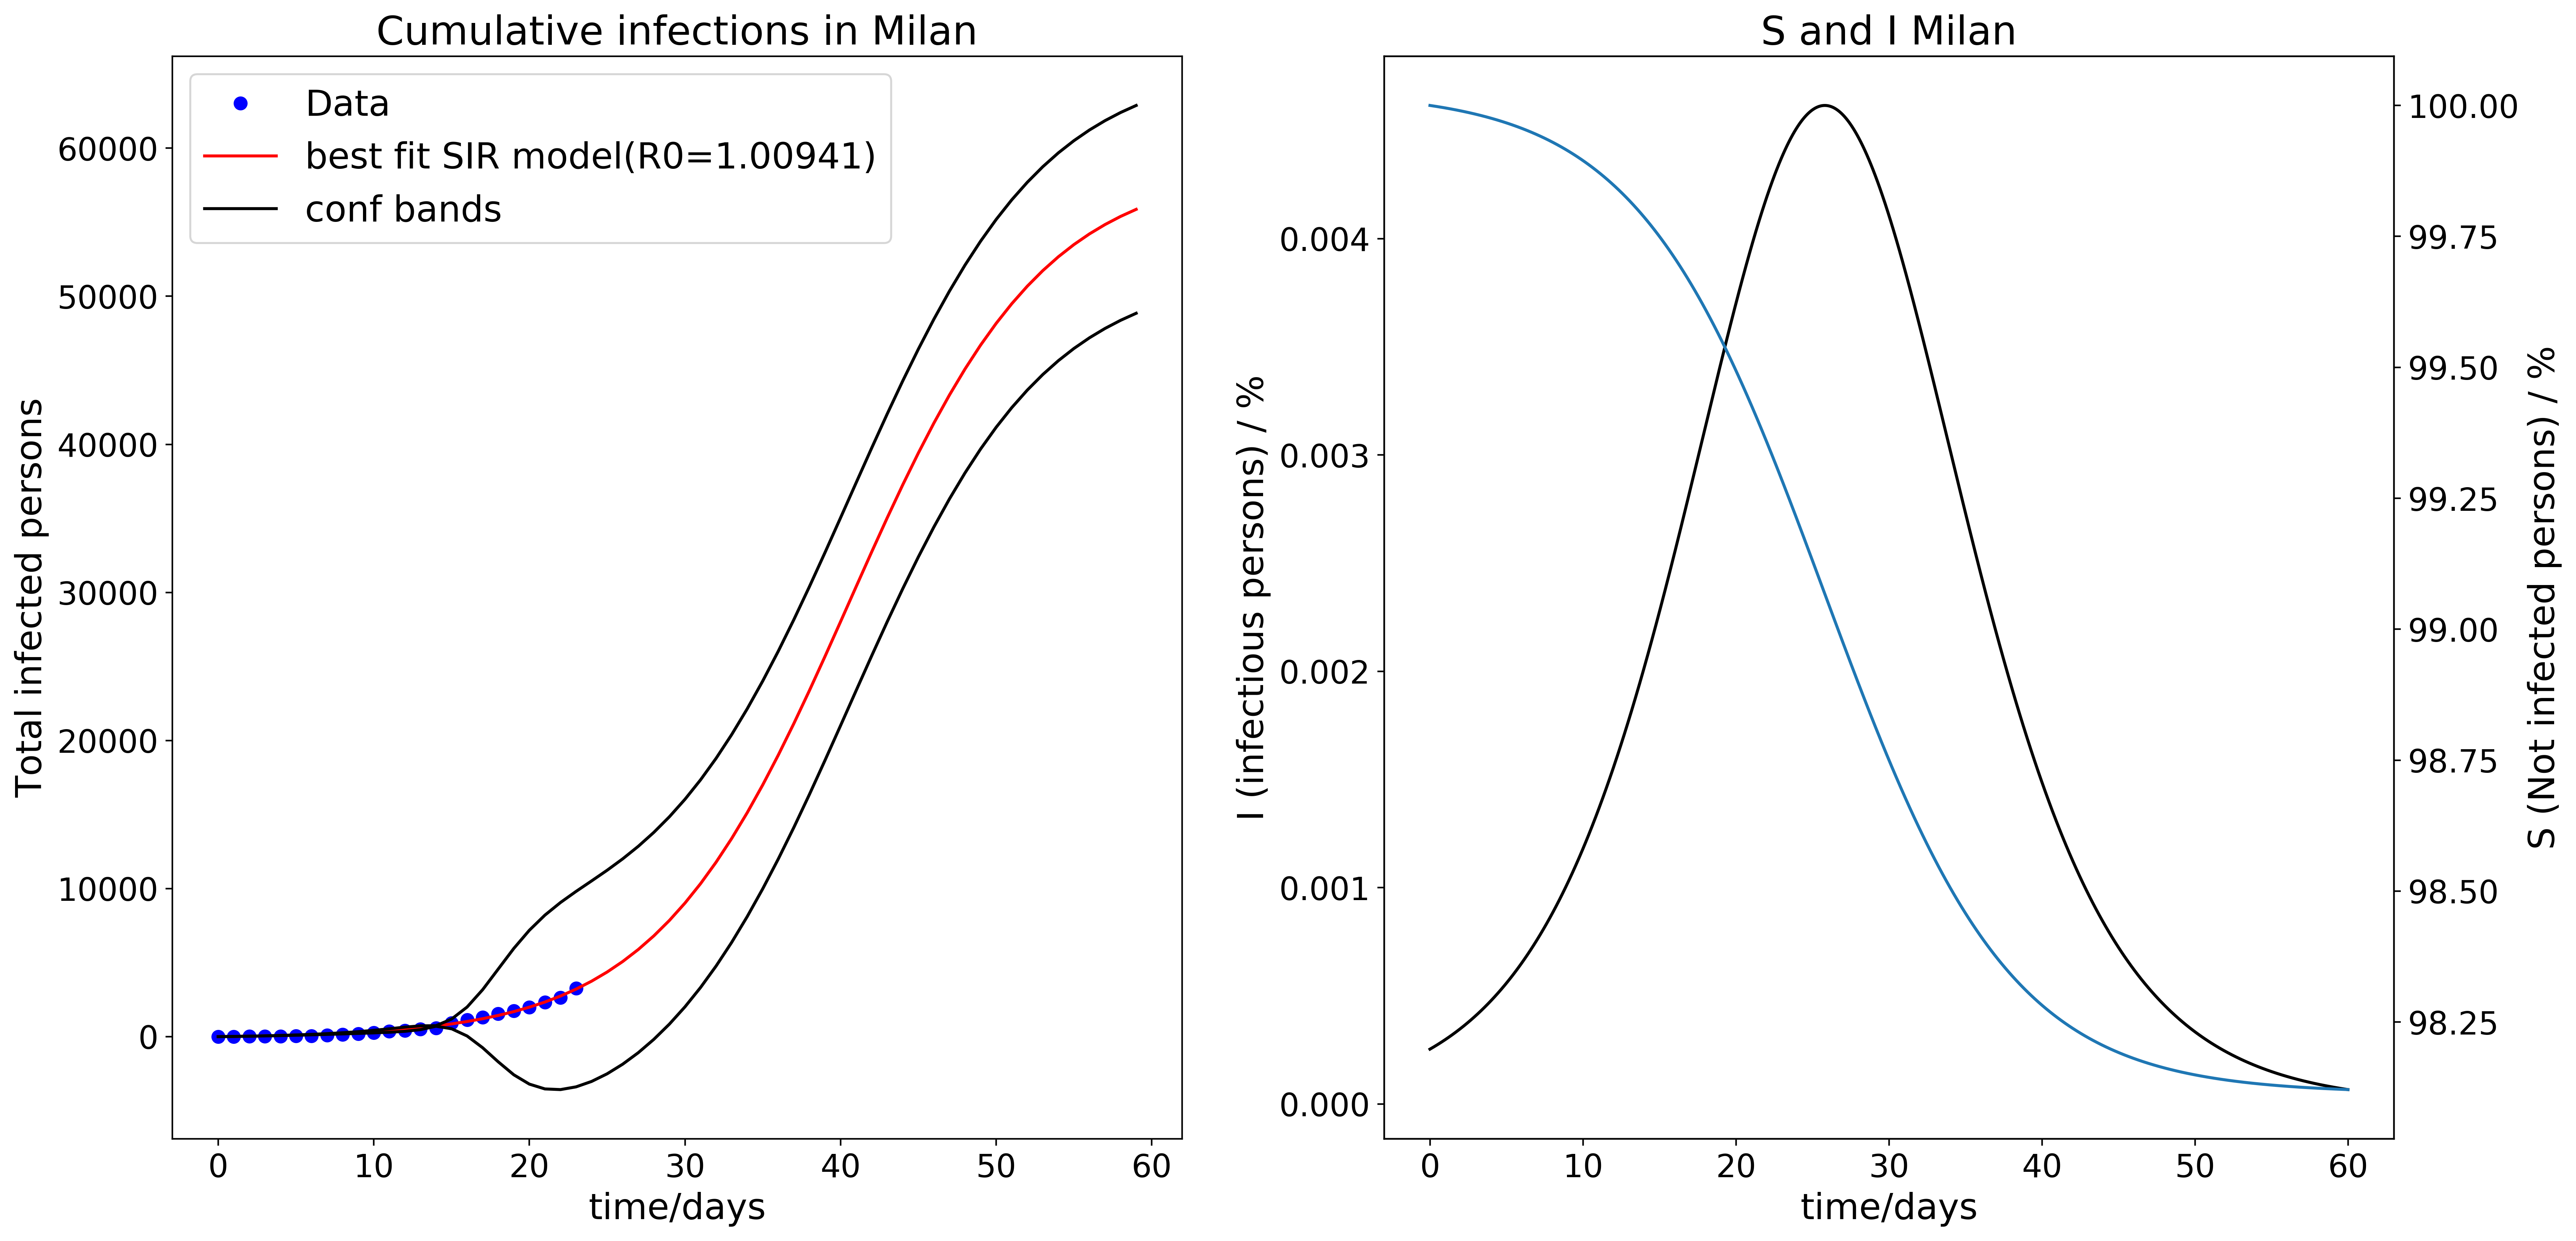 Cumulative infections in Milan
Data
best fit SIR model(R0=1.00941)
conf bands
Total infected persons
60000
50000
40000
30000
20000
10000
0
0 10 20 30 40 50 60
time/days
S and I Milan
I (infectious persons) / %
0.004
0.003
0.002
0.001
0.000
100.00
99.75
99.50
99.25
99.00
98.75
98.50
98.25
S (Not infected persons) / %
0 10 20 30 40 50 60
time/days